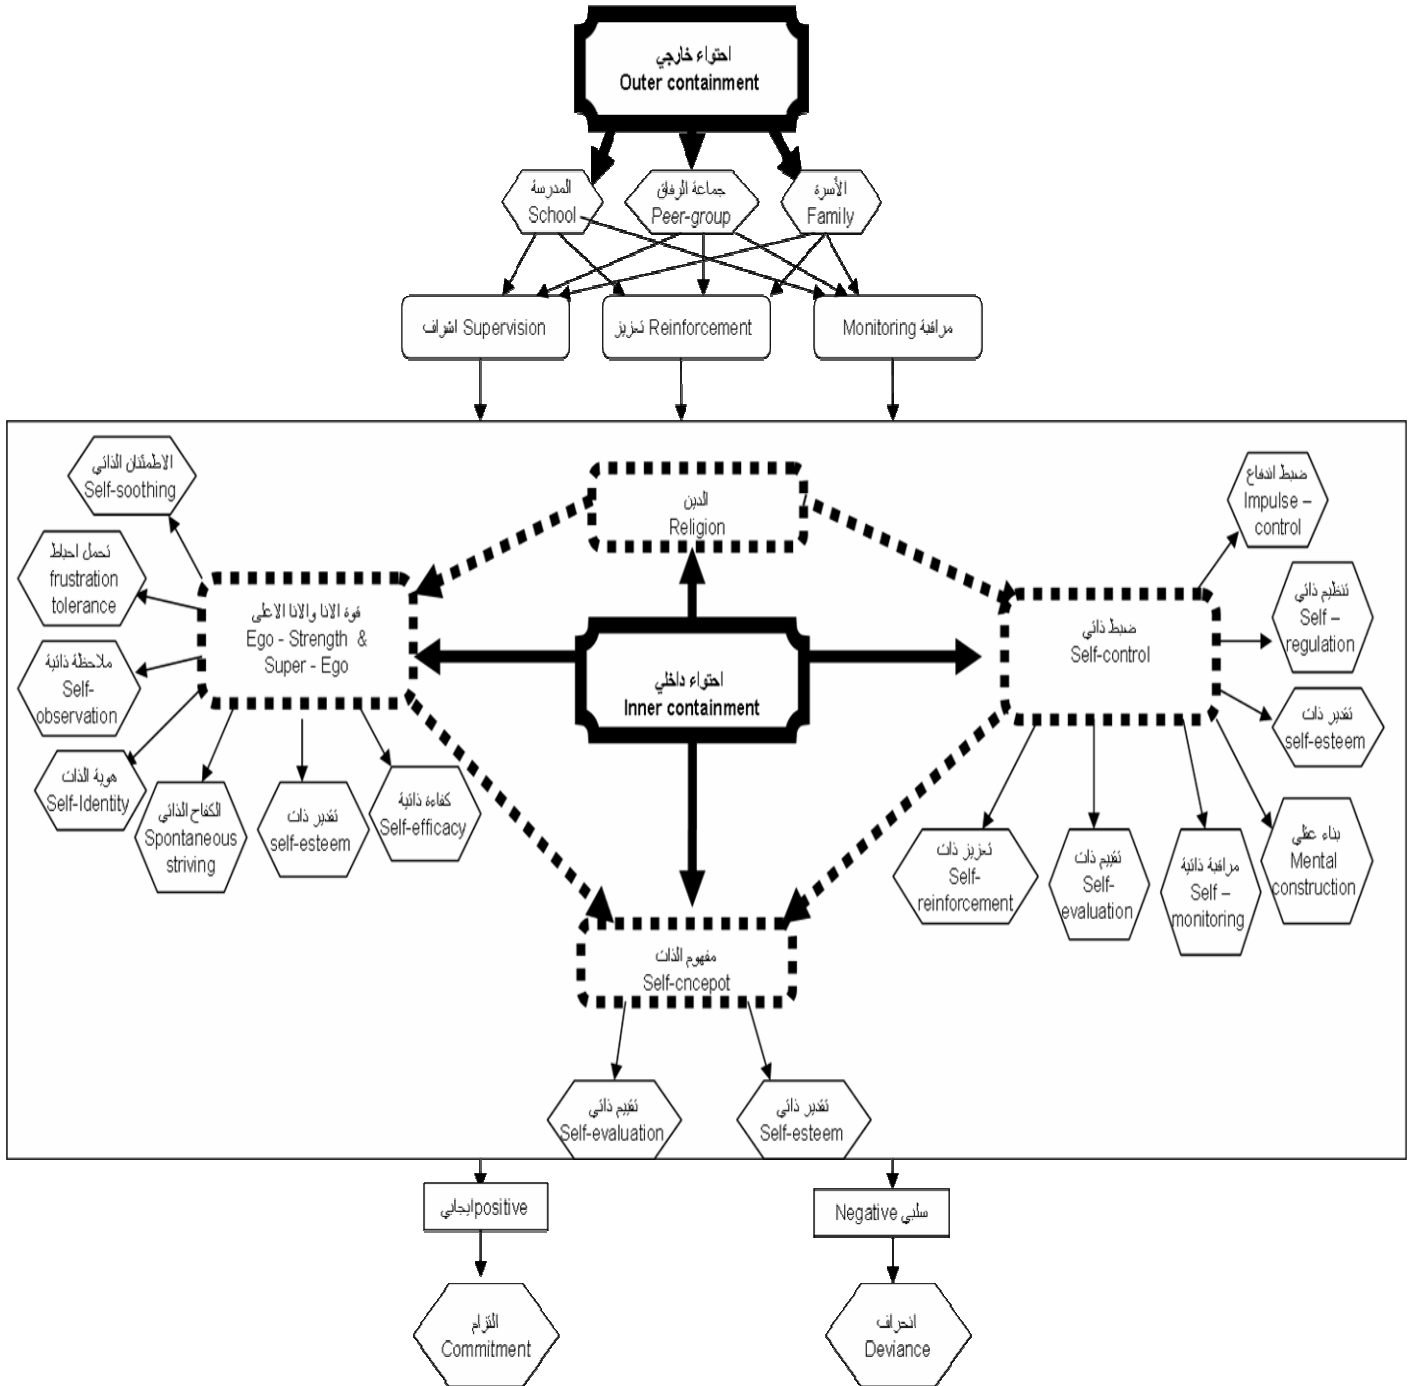 احتواء خارجي
Outer containment
المدرسة
School
جماعة الرفاق
Peer-group
الأسرة
Family
اشراف Supervision
تعزيز Reinforcement
Monitoring مراقبة
الاطمئنان الذاتي
Self-soothing
تحمل احباط
frustration
tolerance
ملاحظة ذاتية
Self-
observation
هوية الذات
Self-Identity
الكفاح الذاتي
Spontaneous
striving
تقدير ذات
self-esteem
كفاءة ذاتية
Self-efficacy
قوة الانا والانا الاعلى
Ego - Strength &
Super - Ego
الدين
Religion
احتواء داخلي
Inner containment
ضبط ذاتي
Self-control
ضبط اندفاع
Impulse –
control
تنظيم ذاتي
Self –
regulation
تقدير ذات
self-esteem
بناء عقلي
Mental
construction
مراقبة ذاتية
Self –
monitoring
تقييم ذات
Self-
evaluation
تعزيز ذات
Self-
reinforcement
مفهوم الذات
Self-cncepot
تقييم ذاتي
Self-evaluation
تقدير ذاتي
Self-esteem
ايجابيpositive
Negative سلبي
التزام
Commitment
انحراف
Deviance